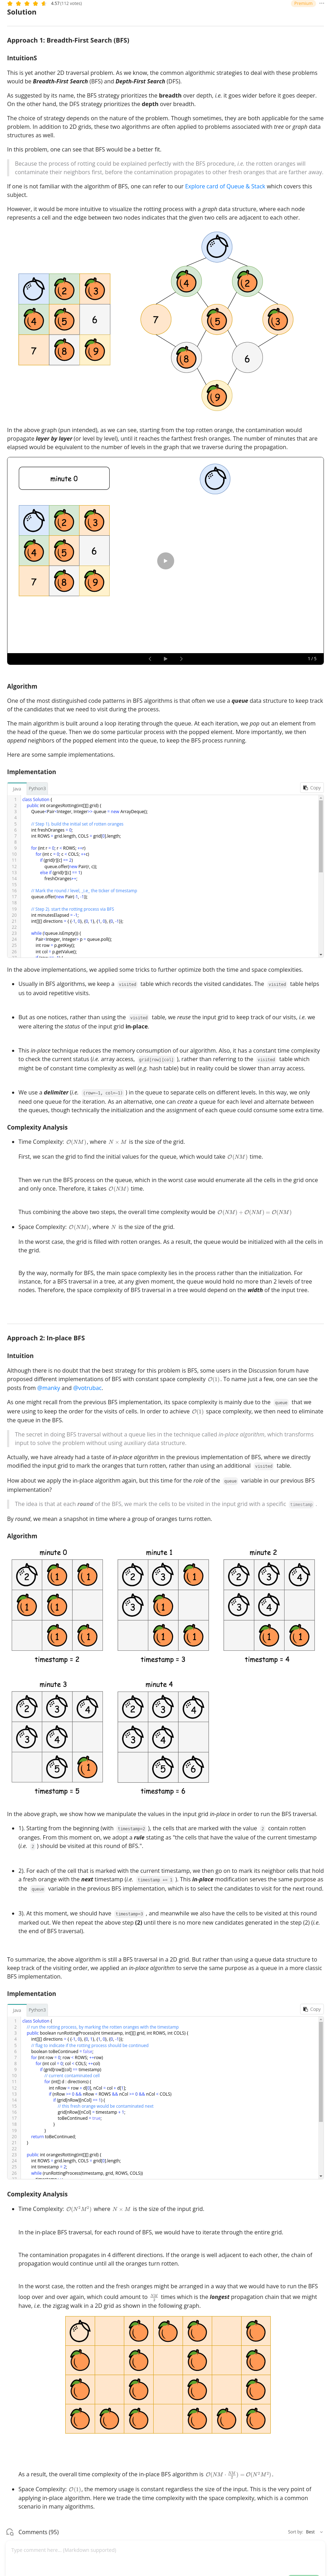 4.57 (112 votes)
Premium
Solution
Approach 1: Breadth-First Search (BFS)
IntuitionS
This is yet another 2D traversal problem. As we know, the common algorithmic strategies to deal with these problems
would be Breadth-First Search (BFS) and Depth-First Search (DFS).
As suggested by its name, the BFS strategy prioritizes the breadth over depth, i.e. it goes wider before it goes deeper.
On the other hand, the DFS strategy prioritizes the depth over breadth.
The choice of strategy depends on the nature of the problem. Though sometimes, they are both applicable for the same
problem. In addition to 2D grids, these two algorithms are often applied to problems associated with tree or graph data
structures as well.
In this problem, one can see that BFS would be a better fit.
Because the process of rotting could be explained perfectly with the BFS procedure, i.e. the rotten oranges will
contaminate their neighbors first, before the contamination propagates to other fresh oranges that are farther away.
If one is not familiar with the algorithm of BFS, one can refer to our Explore card of Queue & Stack which covers this
subject.
However, it would be more intuitive to visualize the rotting process with a graph data structure, where each node
represents a cell and the edge between two nodes indicates that the given two cells are adjacent to each other.
2 3
4 5 6
7 8 9
4 2
7 5 3
8 6
9
In the above graph (pun intended), as we can see, starting from the top rotten orange, the contamination would
propagate layer by layer (or level by level), until it reaches the farthest fresh oranges. The number of minutes that are
elapsed would be equivalent to the number of levels in the graph that we traverse during the propagation.
minute 0
2 3
4 5 6
7 8 9
1 / 5
Algorithm
One of the most distinguished code patterns in BFS algorithms is that often we use a queue data structure to keep track
of the candidates that we need to visit during the process.
The main algorithm is built around a loop iterating through the queue. At each iteration, we pop out an element from
the head of the queue. Then we do some particular process with the popped element. More importantly, we then
append neighbors of the popped element into the queue, to keep the BFS process running.
Here are some sample implementations.
Implementation
Java Python3 Copy
1 class Solution {
2 public int orangesRotting(int[][] grid) {
3 Queue<Pair<Integer, Integer>> queue = new ArrayDeque();
4
5 // Step 1). build the initial set of rotten oranges
6 int freshOranges = 0;
7 int ROWS = grid.length, COLS = grid[0].length;
8
9 for (int r = 0; r < ROWS; ++r)
10 for (int c = 0; c < COLS; ++c)
11 if (grid[r][c] == 2)
12 queue.offer(new Pair(r, c));
13 else if (grid[r][c] == 1)
14 freshOranges++;
15
16 // Mark the round / level, _i.e_ the ticker of timestamp
17 queue.offer(new Pair(-1, -1));
18
19 // Step 2). start the rotting process via BFS
20 int minutesElapsed = -1;
21 int[][] directions = { {-1, 0}, {0, 1}, {1, 0}, {0, -1}};
22
23 while (!queue.isEmpty()) {
24 Pair<Integer, Integer> p = queue.poll();
25 int row = p.getKey();
26 int col = p.getValue();
In the above implementations, we applied some tricks to further optimize both the time and space complexities.
Usually in BFS algorithms, we keep a visited table which records the visited candidates. The visited table helps
us to avoid repetitive visits.
But as one notices, rather than using the visited table, we reuse the input grid to keep track of our visits, i.e. we
were altering the status of the input grid in-place.
This in-place technique reduces the memory consumption of our algorithm. Also, it has a constant time complexity
to check the current status (i.e. array access, grid[row][col] ), rather than referring to the visited table which
might be of constant time complexity as well (e.g. hash table) but in reality could be slower than array access.
We use a delimiter (i.e. (row=-1, col=-1) ) in the queue to separate cells on different levels. In this way, we only
need one queue for the iteration. As an alternative, one can create a queue for each level and alternate between
the queues, though technically the initialization and the assignment of each queue could consume some extra time.
Complexity Analysis
Time Complexity: O(NM), where N × M is the size of the grid.
First, we scan the grid to find the initial values for the queue, which would take O(NM) time.
Then we run the BFS process on the queue, which in the worst case would enumerate all the cells in the grid once
and only once. Therefore, it takes O(NM) time.
Thus combining the above two steps, the overall time complexity would be O(NM) + O(NM) = O(NM)
Space Complexity: O(NM), where N is the size of the grid.
In the worst case, the grid is filled with rotten oranges. As a result, the queue would be initialized with all the cells in
the grid.
By the way, normally for BFS, the main space complexity lies in the process rather than the initialization. For
instance, for a BFS traversal in a tree, at any given moment, the queue would hold no more than 2 levels of tree
nodes. Therefore, the space complexity of BFS traversal in a tree would depend on the width of the input tree.
Approach 2: In-place BFS
Intuition
Although there is no doubt that the best strategy for this problem is BFS, some users in the Discussion forum have
proposed different implementations of BFS with constant space complexity O(1). To name just a few, one can see the
posts from @manky and @votrubac.
As one might recall from the previous BFS implementation, its space complexity is mainly due to the queue that we
were using to keep the order for the visits of cells. In order to achieve O(1) space complexity, we then need to eliminate
the queue in the BFS.
The secret in doing BFS traversal without a queue lies in the technique called in-place algorithm, which transforms
input to solve the problem without using auxiliary data structure.
Actually, we have already had a taste of in-place algorithm in the previous implementation of BFS, where we directly
modified the input grid to mark the oranges that turn rotten, rather than using an additional visited table.
How about we apply the in-place algorithm again, but this time for the role of the queue variable in our previous BFS
implementation?
The idea is that at each round of the BFS, we mark the cells to be visited in the input grid with a specific timestamp .
By round, we mean a snapshot in time where a group of oranges turns rotten.
Algorithm
minute 0 minute 1 minute 2
2 1 1
1 1
1 1
timestamp = 2
2 3 1
3 1
1 1
timestamp = 3
2 3 4
3 4
1 1
timestamp = 4
minute 3 minute 4
2 3 4
3 4
5 1
timestamp = 5
2 3 4
3 4
5 6
timestamp = 6
In the above graph, we show how we manipulate the values in the input grid in-place in order to run the BFS traversal.
1). Starting from the beginning (with timestamp=2 ), the cells that are marked with the value 2 contain rotten
oranges. From this moment on, we adopt a rule stating as "the cells that have the value of the current timestamp
(i.e. 2 ) should be visited at this round of BFS.".
2). For each of the cell that is marked with the current timestamp, we then go on to mark its neighbor cells that hold
a fresh orange with the next timestamp (i.e. timestamp += 1 ). This in-place modification serves the same purpose as
the queue variable in the previous BFS implementation, which is to select the candidates to visit for the next round.
3). At this moment, we should have timestamp=3 , and meanwhile we also have the cells to be visited at this round
marked out. We then repeat the above step (2) until there is no more new candidates generated in the step (2) (i.e.
the end of BFS traversal).
To summarize, the above algorithm is still a BFS traversal in a 2D grid. But rather than using a queue data structure to
keep track of the visiting order, we applied an in-place algorithm to serve the same purpose as a queue in a more classic
BFS implementation.
Implementation
Java Python3 Copy
1 class Solution {
2 // run the rotting process, by marking the rotten oranges with the timestamp
3 public boolean runRottingProcess(int timestamp, int[][] grid, int ROWS, int COLS) {
4 int[][] directions = { {-1, 0}, {0, 1}, {1, 0}, {0, -1}};
5 // flag to indicate if the rotting process should be continued
6 boolean toBeContinued = false;
7 for (int row = 0; row < ROWS; ++row)
8 for (int col = 0; col < COLS; ++col)
9 if (grid[row][col] == timestamp)
10 // current contaminated cell
11 for (int[] d : directions) {
12 int nRow = row + d[0], nCol = col + d[1];
13 if (nRow >= 0 && nRow < ROWS && nCol >= 0 && nCol < COLS)
14 if (grid[nRow][nCol] == 1) {
15 // this fresh orange would be contaminated next
16 grid[nRow][nCol] = timestamp + 1;
17 toBeContinued = true;
18 }
19 }
20 return toBeContinued;
21 }
22
23 public int orangesRotting(int[][] grid) {
24 int ROWS = grid.length, COLS = grid[0].length;
25 int timestamp = 2;
26 while (runRottingProcess(timestamp, grid, ROWS, COLS))
Complexity Analysis
Time Complexity: O(N²M²) where N × M is the size of the input grid.
In the in-place BFS traversal, for each round of BFS, we would have to iterate through the entire grid.
The contamination propagates in 4 different directions. If the orange is well adjacent to each other, the chain of
propagation would continue until all the oranges turn rotten.
In the worst case, the rotten and the fresh oranges might be arranged in a way that we would have to run the BFS
loop over and over again, which could amount to NM/2 times which is the longest propagation chain that we might
have, i.e. the zigzag walk in a 2D grid as shown in the following graph.
As a result, the overall time complexity of the in-place BFS algorithm is O(NM · NM/2) = O(N²M²).
Space Complexity: O(1), the memory usage is constant regardless the size of the input. This is the very point of
applying in-place algorithm. Here we trade the time complexity with the space complexity, which is a common
scenario in many algorithms.
Comments (95)
Sort by: Best
Type comment here... (Markdown supported)